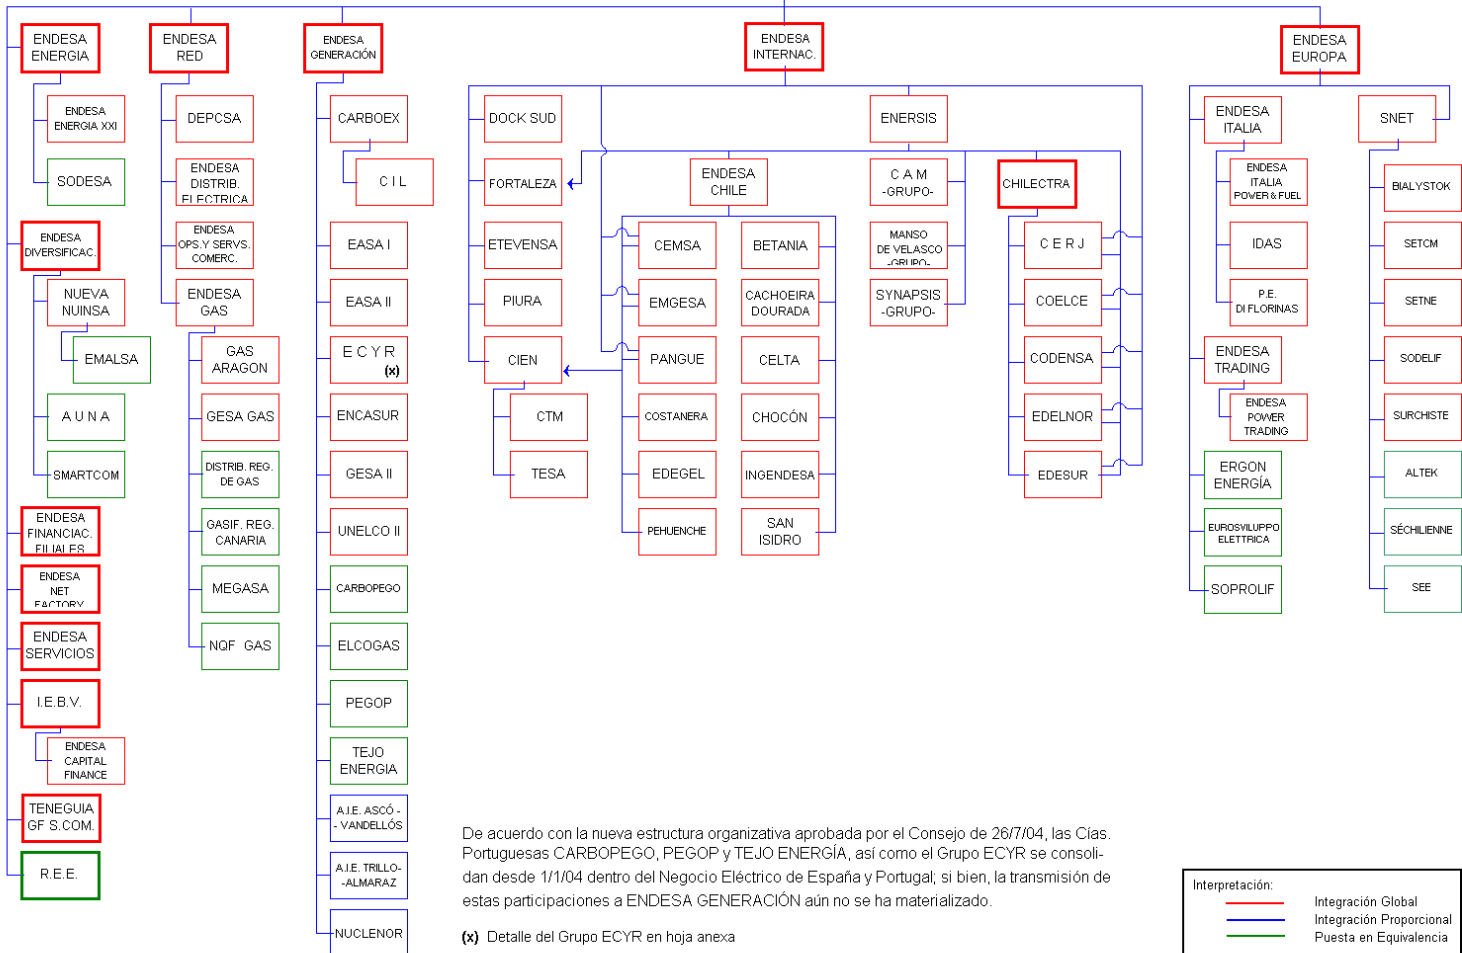 ENDESA
ENERGIA
ENDESA
RED
ENDESA
GENERACIÓN
ENDESA
INTERNAC.
ENDESA
EUROPA
ENDESA
ENERGIA XXI
SODESA
ENDESA
DIVERSIFICAC.
NUEVA
NUINSA
EMALSA
A U N A
SMARTCOM
ENDESA
FINANCIAC.
FILIALES
ENDESA
NET
FACTORY
ENDESA
SERVICIOS
I.E.B.V.
ENDESA
CAPITAL
FINANCE
TENEGUIA
GF S.COM.
R.E.E.
DEPCSA
ENDESA
DISTRIB.
ELECTRICA
ENDESA
OPS.Y SERVS.
COMERC.
ENDESA
GAS
GAS
ARAGON
GESA GAS
DISTRIB. REG.
DE GAS
GASIF. REG.
CANARIA
MEGASA
NQF GAS
CARBOEX
C I L
EASA I
EASA II
E C Y R
(x)
ENCASUR
GESA II
UNELCO II
CARBOPEGO
ELCOGAS
PEGOP
TEJO
ENERGIA
A.I.E. ASCÓ -
- VANDELLÓS
A.I.E. TRILLO-
-ALMARAZ
NUCLENOR
DOCK SUD
FORTALEZA
ETEVENSA
PIURA
CIEN
CTM
TESA
ENERSIS
ENDESA
CHILE
CEMSA
EMGESA
PANGUE
COSTANERA
EDEGEL
PEHUENCHE
BETANIA
CACHOEIRA
DOURADA
CELTA
CHOCÓN
INGENDESA
SAN
ISIDRO
C A M
-GRUPO-
MANSO
DE VELASCO
-GRUPO-
SYNAPSIS
-GRUPO-
CHILECTRA
C E R J
COELCE
CODENSA
EDELNOR
EDESUR
ENDESA
ITALIA
ENDESA
ITALIA
POWER & FUEL
IDAS
P.E.
DI FLORINAS
ENDESA
TRADING
ENDESA
POWER
TRADING
ERGON
ENERGÍA
EUROSVILUPPO
ELETTRICA
SOPROLIF
SNET
BIALYSTOK
SETCM
SETNE
SODELIF
SURCHISTE
ALTEK
SÉCHILIENNE
SEE
De acuerdo con la nueva estructura organizativa aprobada por el Consejo de 26/7/04, las Cías.
Portuguesas CARBOPEGO, PEGOP y TEJO ENERGÍA, así como el Grupo ECYR se consoli-
dan desde 1/1/04 dentro del Negocio Eléctrico de España y Portugal; si bien, la transmisión de
estas participaciones a ENDESA GENERACIÓN aún no se ha materializado.
(x) Detalle del Grupo ECYR en hoja anexa
Interpretación:
Integración Global
Integración Proporcional
Puesta en Equivalencia